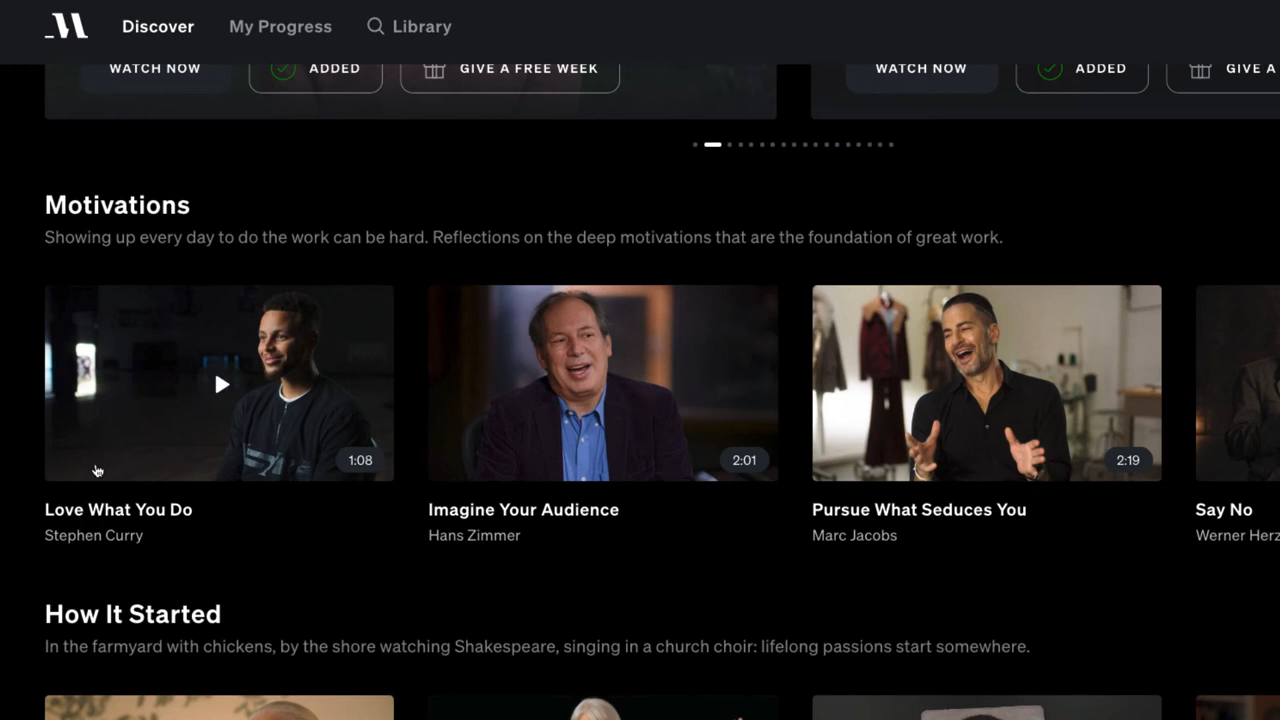 Discover My Progress Library
WATCH NOW ADDED GIVE A FREE WEEK WATCH NOW ADDED GIVE A
Motivations
Showing up every day to do the work can be hard. Reflections on the deep motivations that are the foundation of great work.
1:08 2:01 2:19
Love What You Do Imagine Your Audience Pursue What Seduces You Say No
Stephen Curry Hans Zimmer Marc Jacobs Werner Herz
How It Started
In the farmyard with chickens, by the shore watching Shakespeare, singing in a church choir: lifelong passions start somewhere.